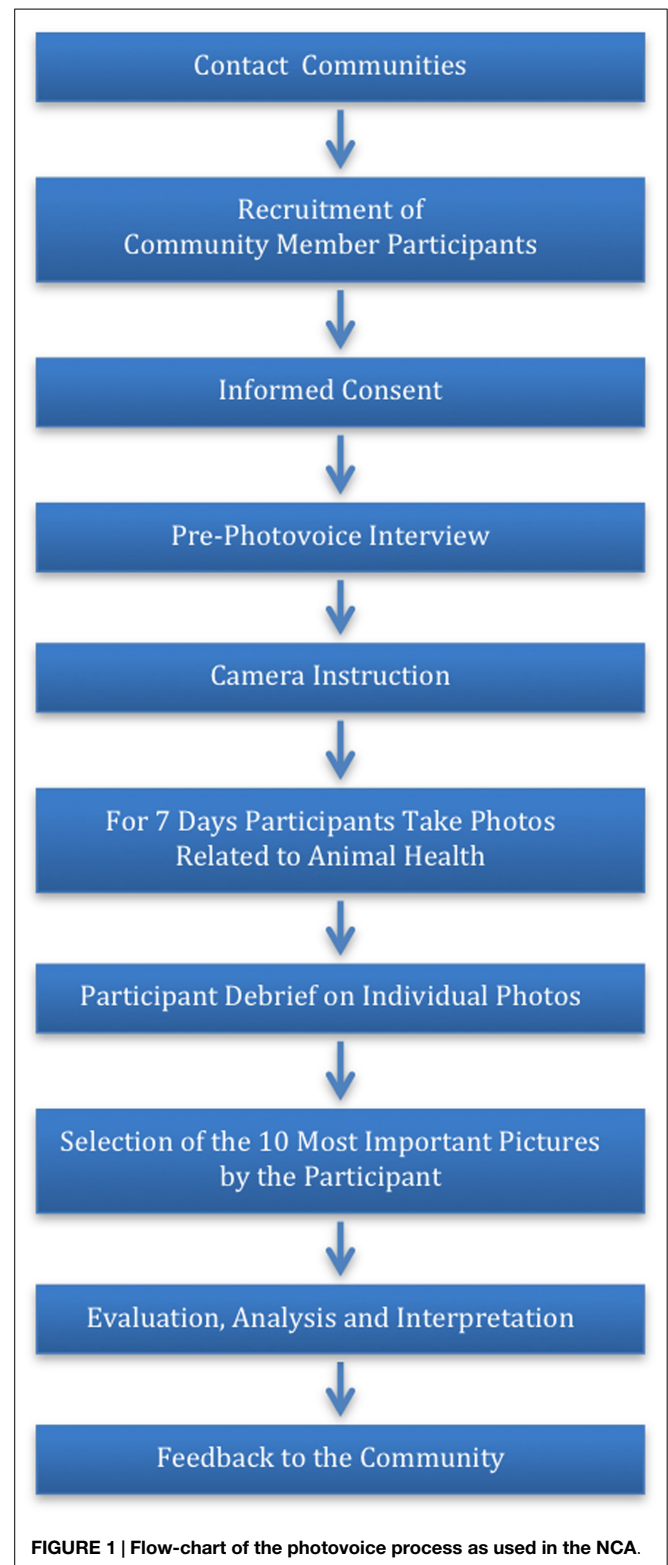 Contact Communities
Recruitment of
Community Member Participants
Informed Consent
Pre-Photovoice Interview
Camera Instruction
For 7 Days Participants Take Photos
Related to Animal Health
Participant Debrief on Individual Photos
Selection of the 10 Most Important Pictures
by the Participant
Evaluation, Analysis and Interpretation
Feedback to the Community
FIGURE 1 | Flow-chart of the photovoice process as used in the NCA.